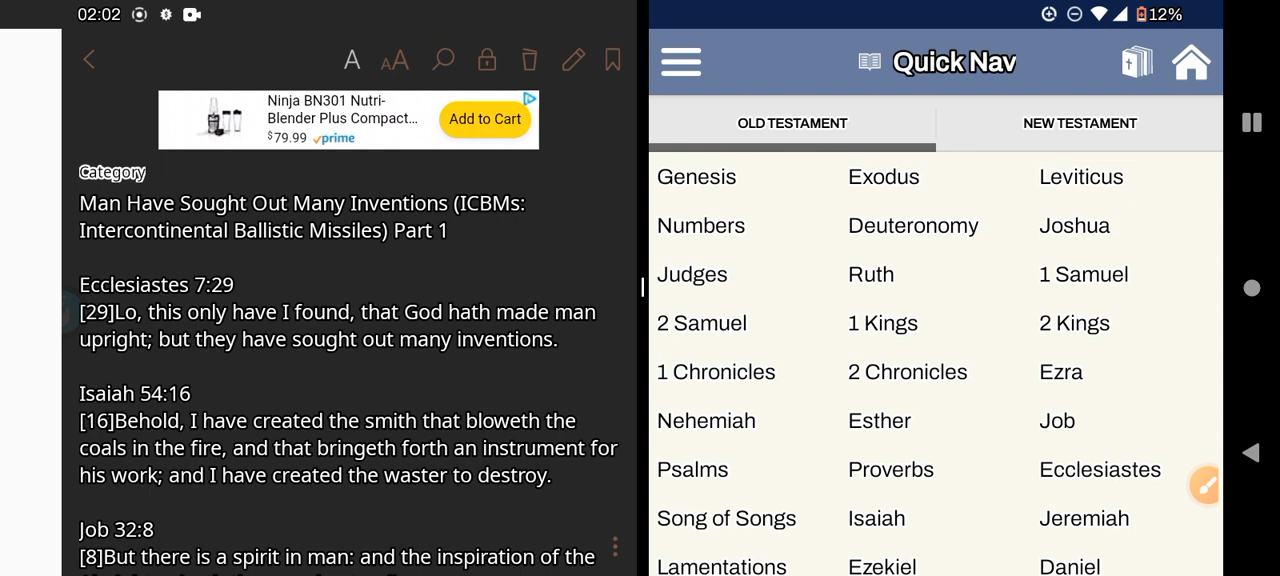 02:02
12%
Quick Nav
Ninja BN301 Nutri-
Blender Plus Compact...
$79.99 prime
Add to Cart
OLD TESTAMENT NEW TESTAMENT
Category
Man Have Sought Out Many Inventions (ICBMs:
Intercontinental Ballistic Missiles) Part 1
Ecclesiastes 7:29
[29]Lo, this only have I found, that God hath made man
upright; but they have sought out many inventions.
Isaiah 54:16
[16]Behold, I have created the smith that bloweth the
coals in the fire, and that bringeth forth an instrument for
his work; and I have created the waster to destroy.
Job 32:8
[8]But there is a spirit in man: and the inspiration of the
Genesis Exodus Leviticus
Numbers Deuteronomy Joshua
Judges Ruth 1 Samuel
2 Samuel 1 Kings 2 Kings
1 Chronicles 2 Chronicles Ezra
Nehemiah Esther Job
Psalms Proverbs Ecclesiastes
Song of Songs Isaiah Jeremiah
Lamentations Ezekiel Daniel